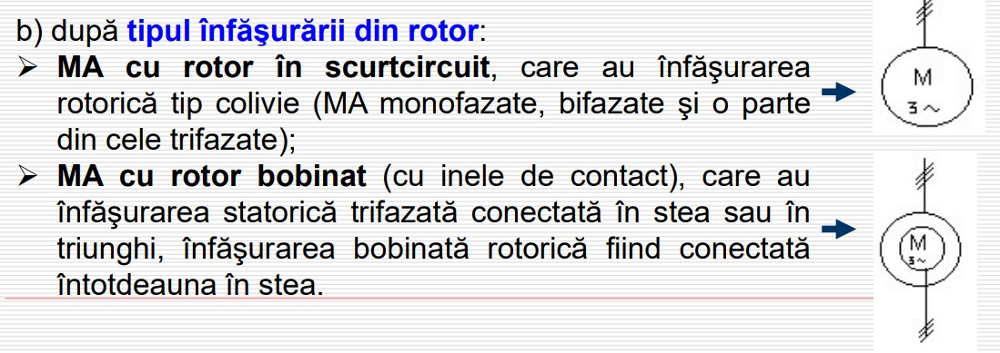 b) după tipul înfăşurării din rotor:
➢ MA cu rotor în scurtcircuit, care au înfăşurarea
rotorică tip colivie (MA monofazate, bifazate şi o parte
din cele trifazate);
➢ MA cu rotor bobinat (cu inele de contact), care au
înfăşurarea statorică trifazată conectată în stea sau în
triunghi, înfăşurarea bobinată rotorică fiind conectată
întotdeauna în stea.
M
3 ~
M
3 ~